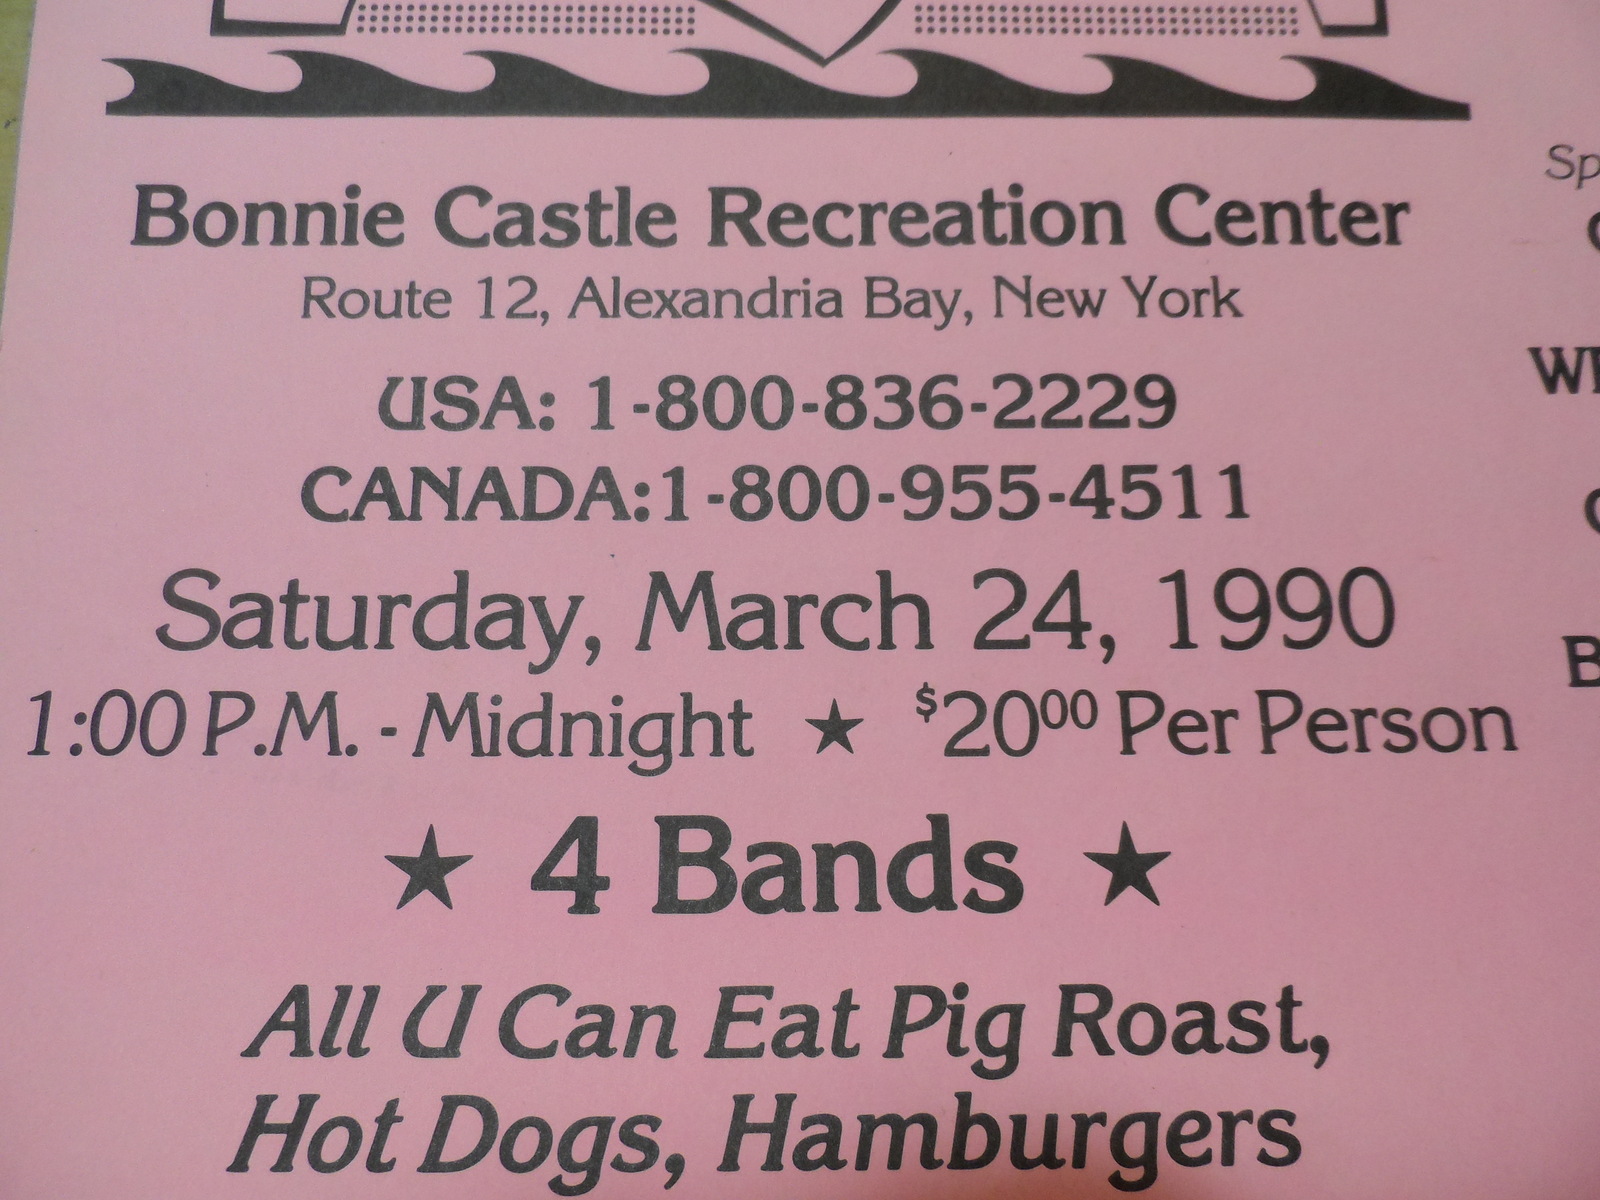 Bonnie Castle Recreation Center
Route 12, Alexandria Bay, New York
USA: 1-800-836-2229
CANADA:1-800-955-4511
Saturday, March 24, 1990
1:00 P.M. - Midnight ★ $2000 Per Person
★ 4 Bands ★
All U Can Eat Pig Roast,
Hot Dogs, Hamburgers